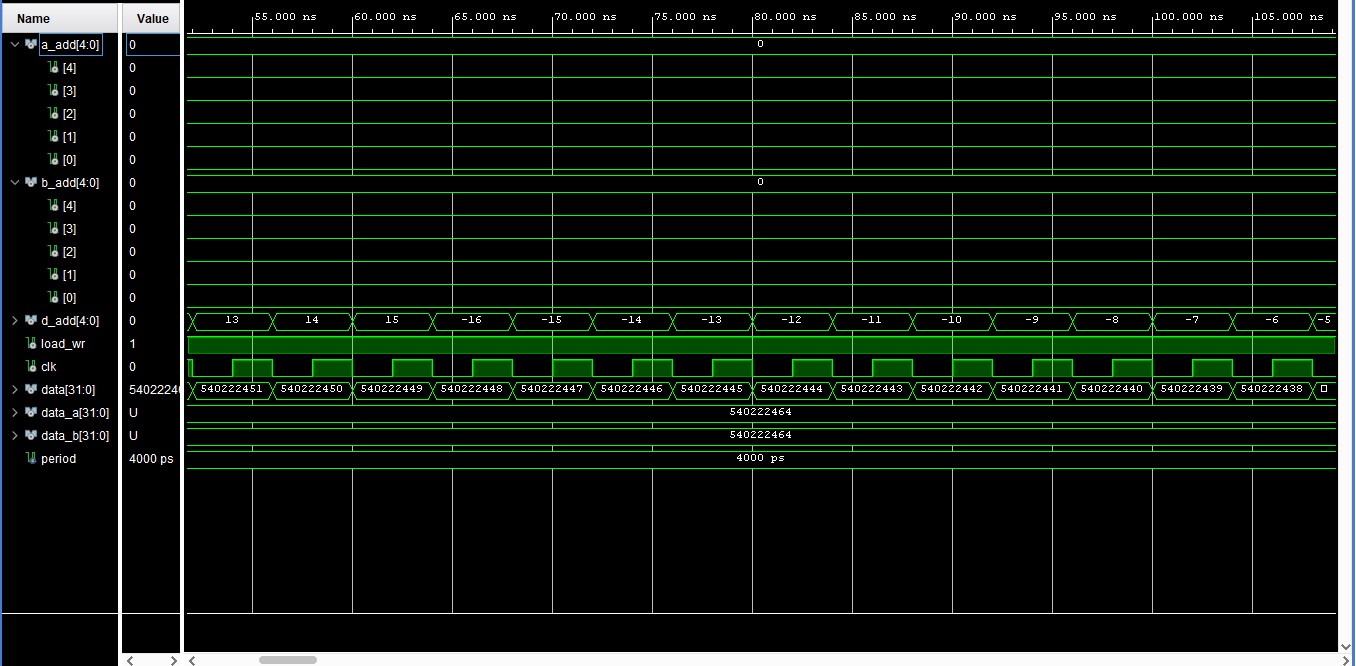 Name Value 55.000 ns 60.000 ns 65.000 ns 70.000 ns 75.000 ns 80.000 ns 85.000 ns 90.000 ns 95.000 ns 100.000 ns 105.000 ns
a_add[4:0] 0 0
[4] 0
[3] 0
[2] 0
[1] 0
[0] 0
b_add[4:0] 0 0
[4] 0
[3] 0
[2] 0
[1] 0
[0] 0
d_add[4:0] 0 13 14 15 -16 -15 -14 -13 -12 -11 -10 -9 -8 -7 -6 -5
load_wr 1
clk 0
data[31:0] 54022246 540222451 540222450 540222449 540222448 540222447 540222446 540222445 540222444 540222443 540222442 540222441 540222440 540222439 540222438
data_a[31:0] U 540222464
data_b[31:0] U 540222464
period 4000 ps 4000 ps